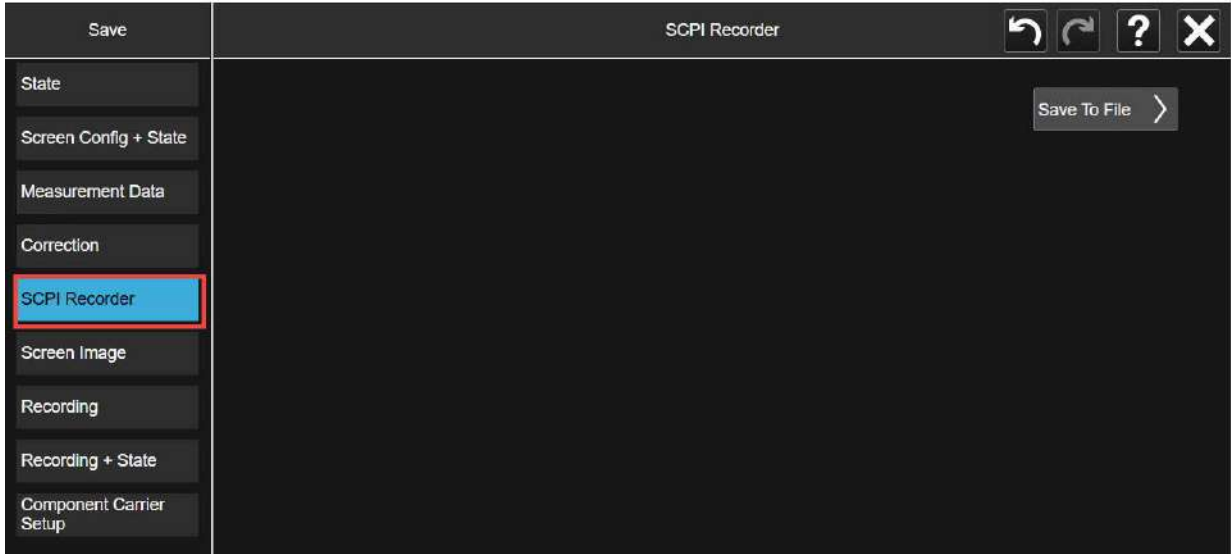 Save
SCPI Recorder
?
State
Save To File
Screen Config + State
Measurement Data
Correction
SCPI Recorder
Screen Image
Recording
Recording + State
Component Carrier
Setup